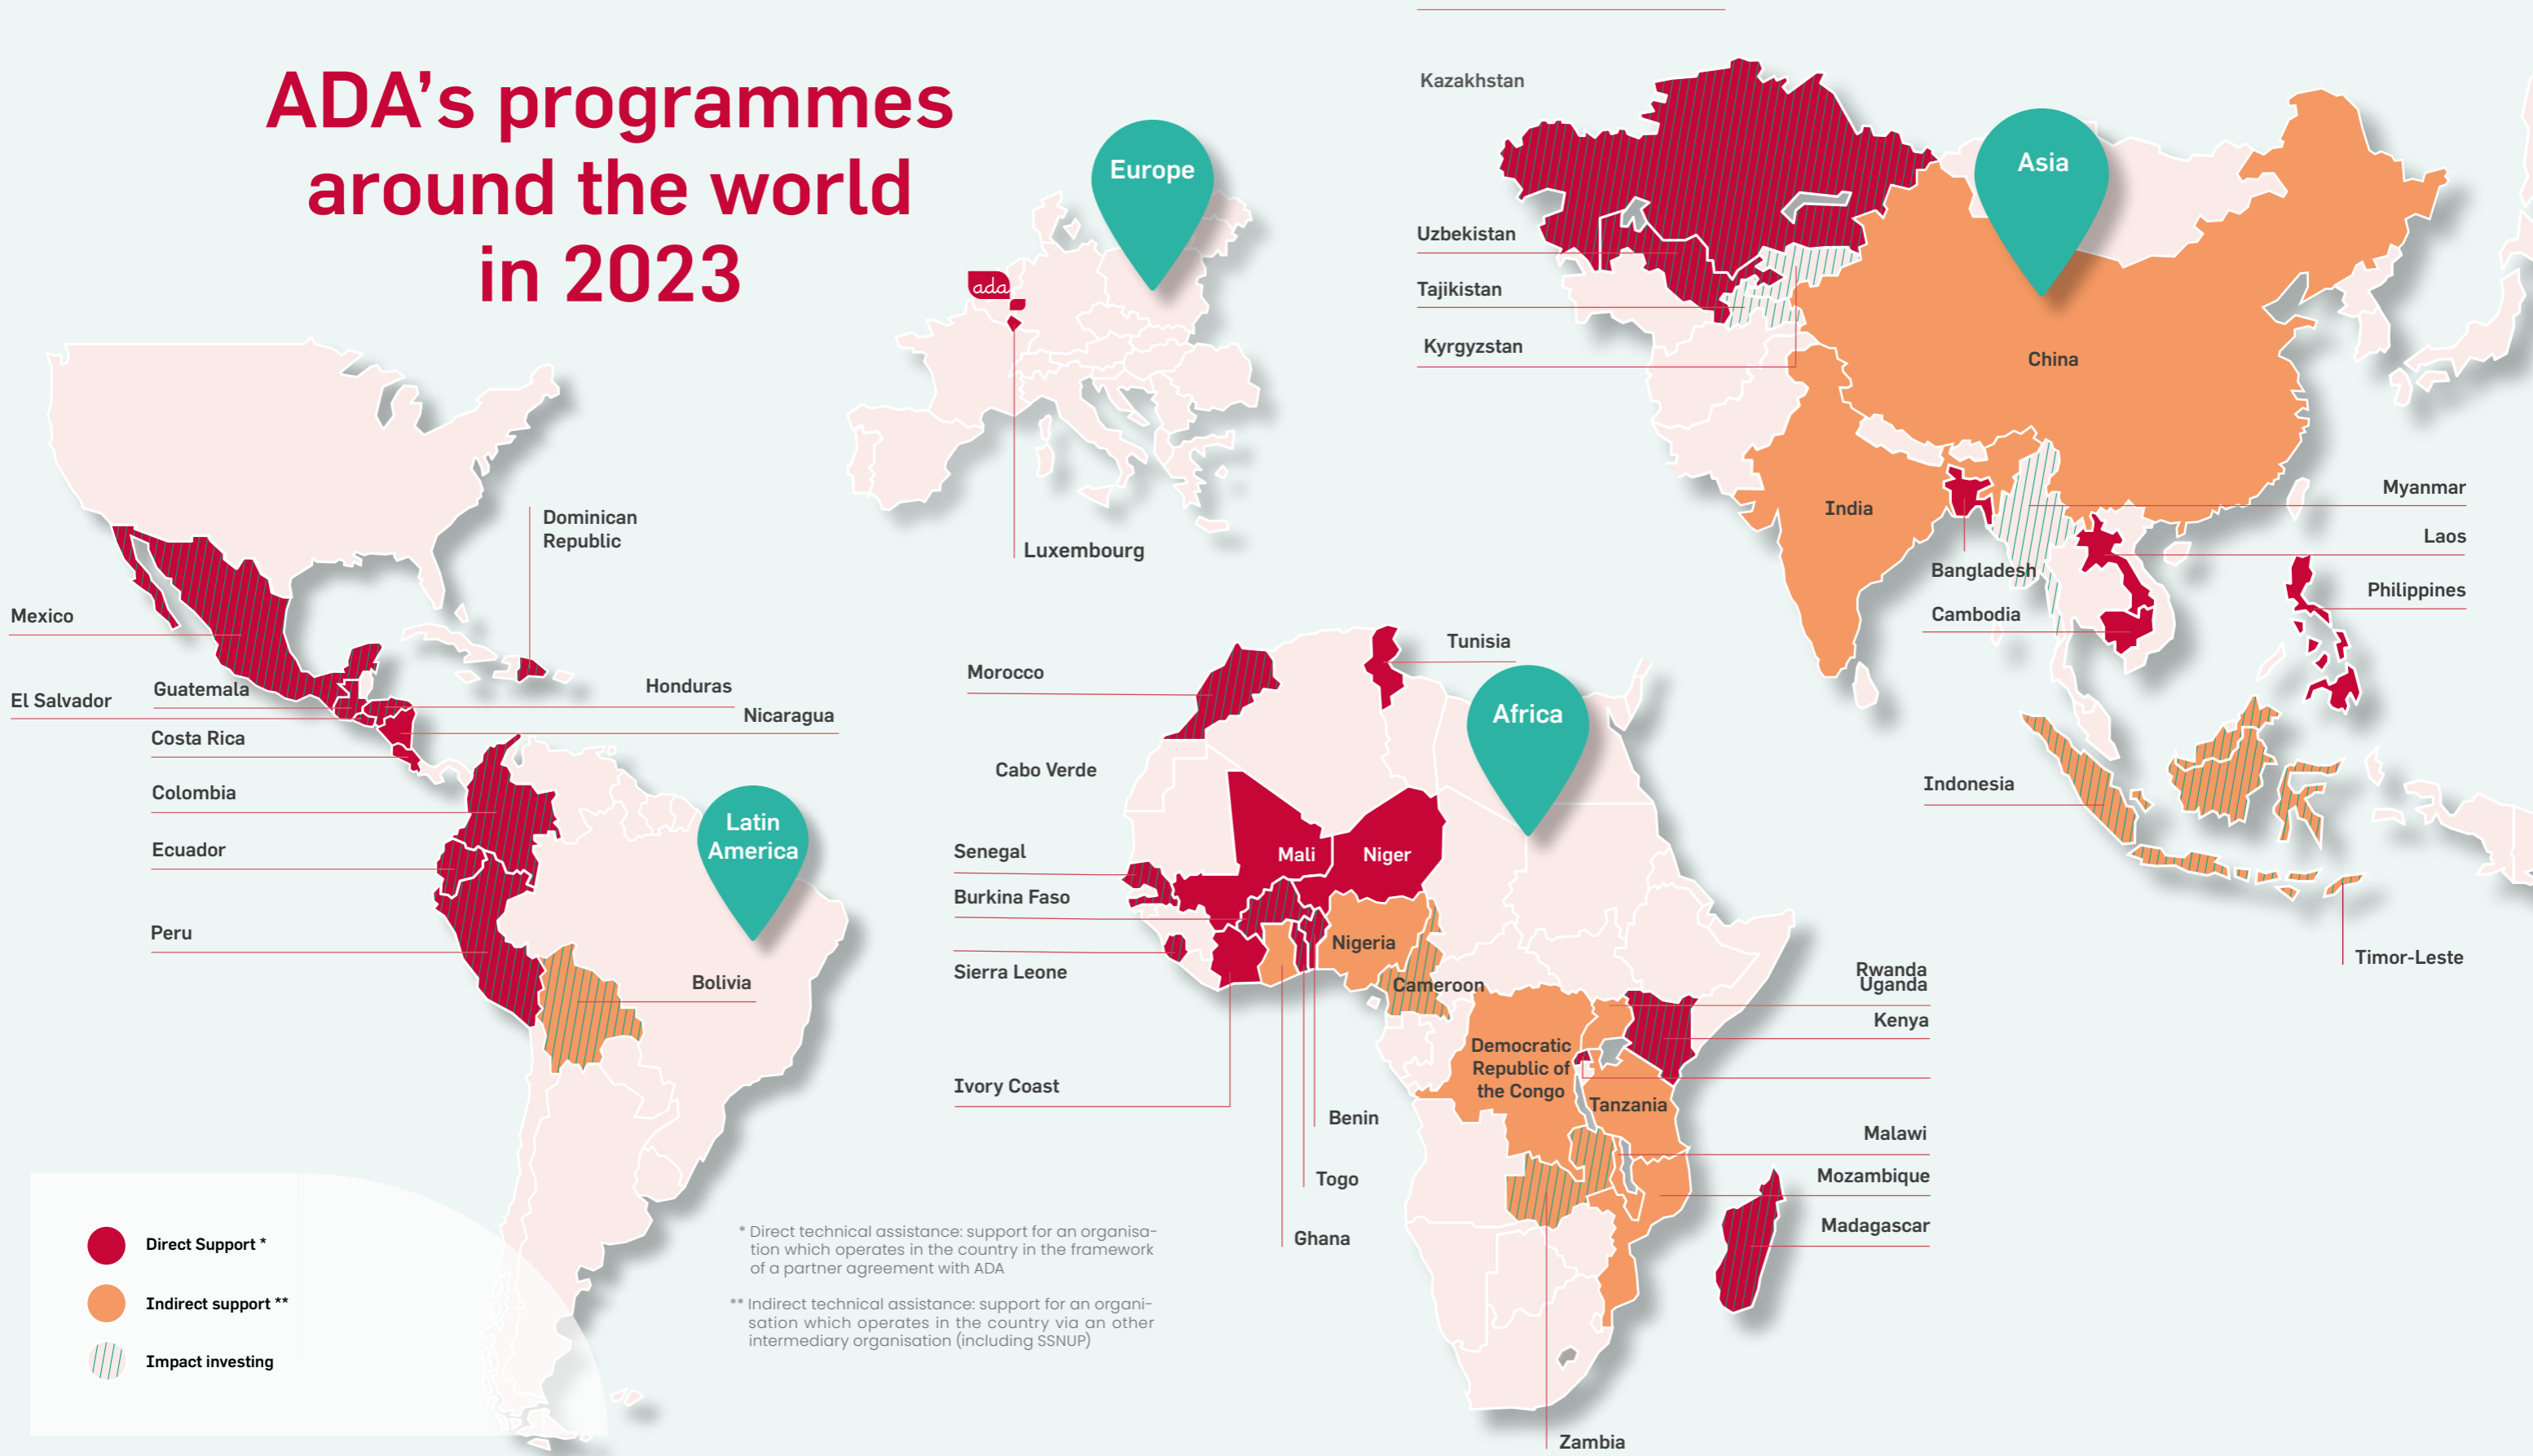 ADA’s programmes
around the world
in 2023
Europe
ada
Luxembourg
Asia
Kazakhstan
Uzbekistan
Tajikistan
Kyrgyzstan
China
India
Myanmar
Laos
Bangladesh
Philippines
Cambodia
Indonesia
Timor-Leste
Dominican
Republic
Mexico
Guatemala
Honduras
El Salvador
Nicaragua
Costa Rica
Colombia
Ecuador
Peru
Bolivia
Latin
America
Africa
Tunisia
Morocco
Cabo Verde
Senegal
Mali
Niger
Burkina Faso
Nigeria
Sierra Leone
Cameroon
Rwanda
Uganda
Kenya
Democratic
Republic of
the Congo
Ivory Coast
Tanzania
Benin
Malawi
Togo
Mozambique
Madagascar
Ghana
Zambia
Direct Support *
Indirect support **
Impact investing
* Direct technical assistance: support for an organisa-
tion which operates in the country in the framework
of a partner agreement with ADA
** Indirect technical assistance: support for an organi-
sation which operates in the country via an other
intermediary organisation (including SSNUP)